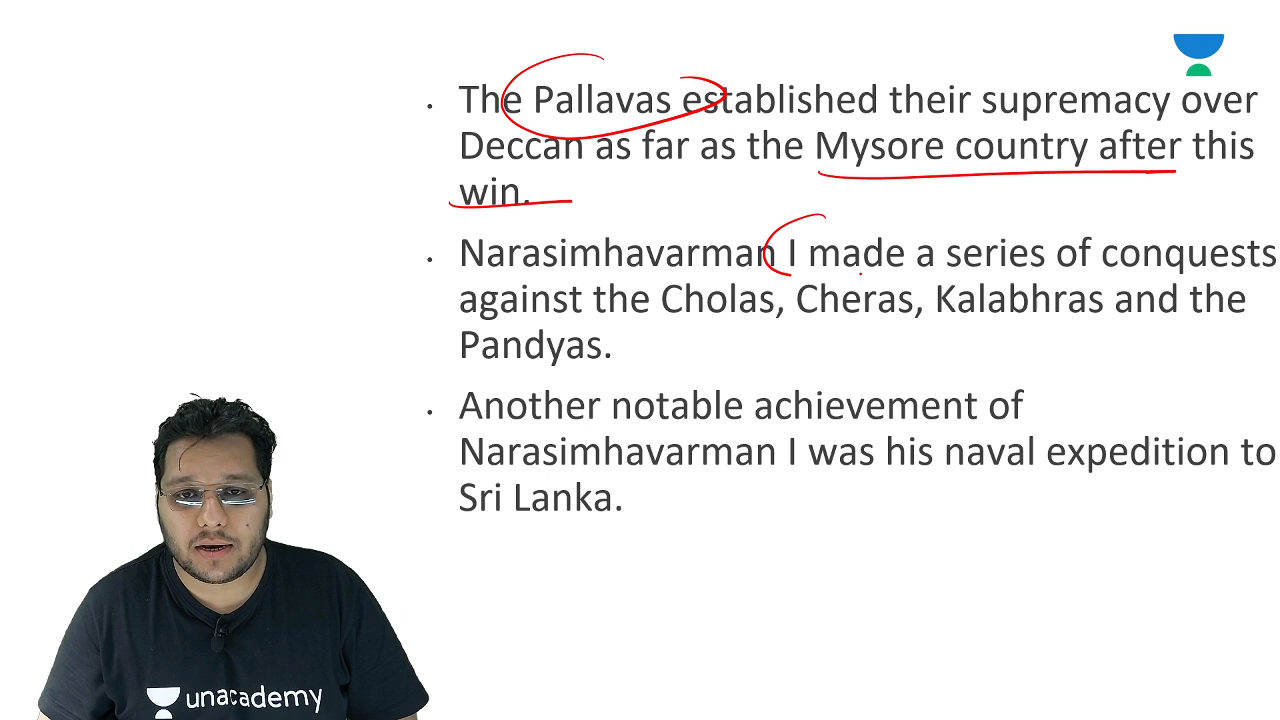 The Pallavas established their supremacy over
Deccan as far as the Mysore country after this
win.
Narasimhavarman I made a series of conquests
against the Cholas, Cheras, Kalabhras and the
Pandyas.
Another notable achievement of
Narasimhavarman I was his naval expedition to
Sri Lanka.
unacademy